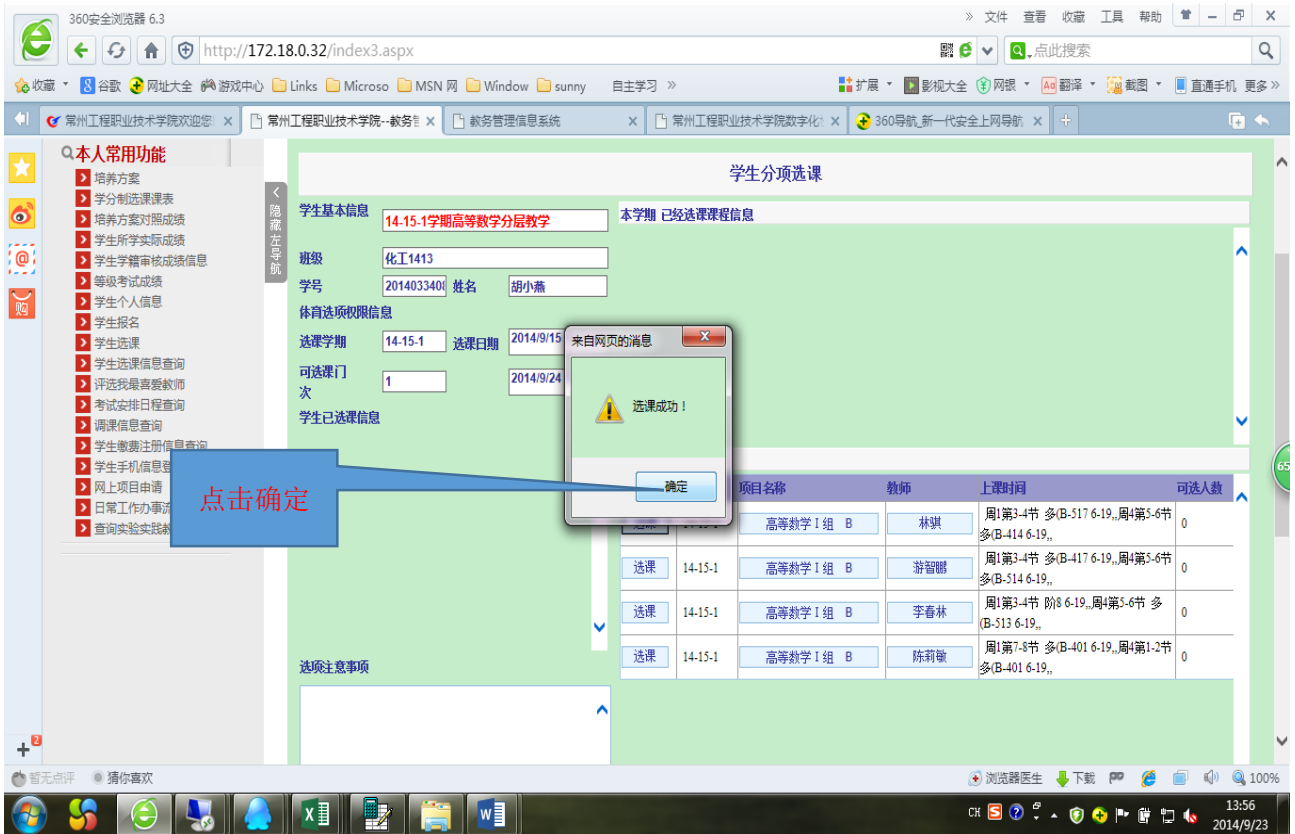 360安全浏览器 6.3
» 文件 查看 收藏 工具 帮助
http://172.18.0.32/index3.aspx
点此搜索
收藏 谷歌 网址大全 游戏中心 Links Microso MSN 网 Window sunny 自主学习 » 扩展 影视大全 网银 翻译 截图 直通手机 更多 »
常州工程职业技术学院欢迎您 常州工程职业技术学院--教务管 教务管理信息系统 常州工程职业技术学院数字化 360导航_新一代安全上网导航
本人常用功能
培养方案
学分制选课课表
培养方案对照成绩
学生所学实际成绩
学生学籍审核成绩信息
等级考试成绩
学生个人信息
学生报名
学生选课
学生选课信息查询
评选我最喜爱教师
考试安排日程查询
调课信息查询
学生缴费注册信息查询
学生手机信息登
网上项目申请
日常工作办事流
查询实验实践教
隐藏左导航
学生分项选课
学生基本信息 14-15-1学期高等数学分层教学
班级 化工1413
学号 2014033408 姓名 胡小燕
体育选项权限信息
选课学期 14-15-1 选课日期 2014/9/15
可选课门次 1 2014/9/24
学生已选课信息
选项注意事项
本学期 已经选课课程信息
来自网页的消息
选课成功！
确定
点击确定
项目名称 教师 上课时间 可选人数
高等数学 I 组 B 林骐 周1第3-4节 多(B-517 6-19,,周4第5-6节 0
多(B-414 6-19,,
选课 14-15-1 高等数学 I 组 B 游智鹏 周1第3-4节 多(B-417 6-19,,周4第5-6节 0
多(B-514 6-19,,
选课 14-15-1 高等数学 I 组 B 李春林 周1第3-4节 阶8 6-19,,周4第5-6节 多 0
(B-513 6-19,,
选课 14-15-1 高等数学 I 组 B 陈莉敏 周1第7-8节 多(B-401 6-19,,周4第1-2节 0
多(B-401 6-19,,
购
65
2
暂无点评 猜你喜欢 浏览器医生 下载 100%
CH 13:56
2014/9/23